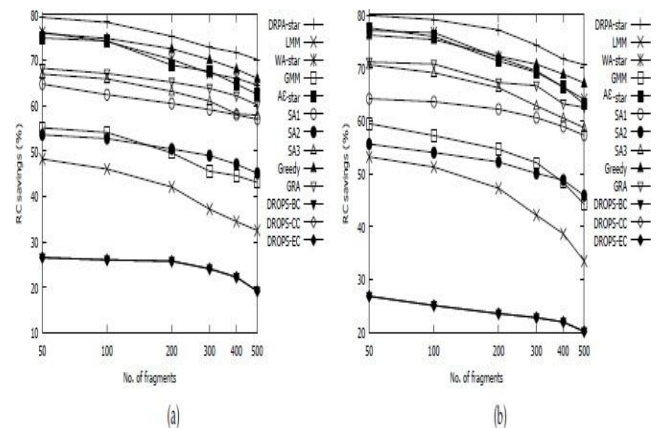 RC savings (%)
80
70
60
50
40
30
20
10
50
100
200
300
400
500
No. of fragments
DRPA-star
LMM
WA-star
GMM
Aε-star
SA1
SA2
SA3
Greedy
GRA
DROPS-BC
DROPS-CC
DROPS-EC
(a)
RC savings (%)
80
70
60
50
40
30
20
50
100
200
300
400
500
No. of fragments
DRPA-star
LMM
WA-star
GMM
Aε-star
SA1
SA2
SA3
Greedy
GRA
DROPS-BC
DROPS-CC
DROPS-EC
(b)